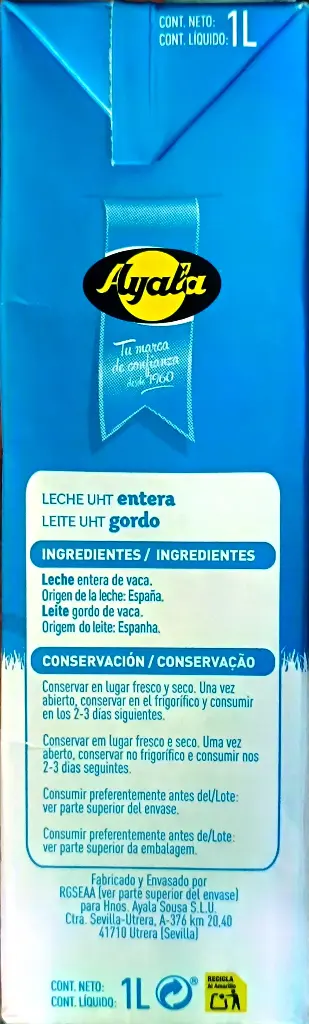 CONT. NETO: 1L
CONT. LÍQUIDO:
Ayala
Tu marca
de confianza
desde 1960
LECHE UHT entera
LEITE UHT gordo
INGREDIENTES / INGREDIENTES
Leche entera de vaca.
Origen de la leche: España.
Leite gordo de vaca.
Origem do leite: Espanha.
CONSERVACIÓN / CONSERVAÇÃO
Conservar en lugar fresco y seco. Una vez
abierto, conservar en el frigorífico y consumir
en los 2-3 días siguientes.
Conservar em lugar fresco e seco. Uma vez
aberto, conservar no frigorífico e consumir nos
2-3 días seguintes.
Consumir preferentemente antes del/Lote:
ver parte superior del envase.
Consumir preferentemente antes de/Lote:
ver parte superior da embalagem.
Fabricado y Envasado por
RGSEAA (ver parte superior del envase)
para Hnos. Ayala Sousa S.L.U.
Ctra. Sevilla-Utrera, A-376 km 20,40
41710 Utrera (Sevilla)
CONT. NETO: 1L
CONT. LÍQUIDO:
RECICLA
Al Amarillo